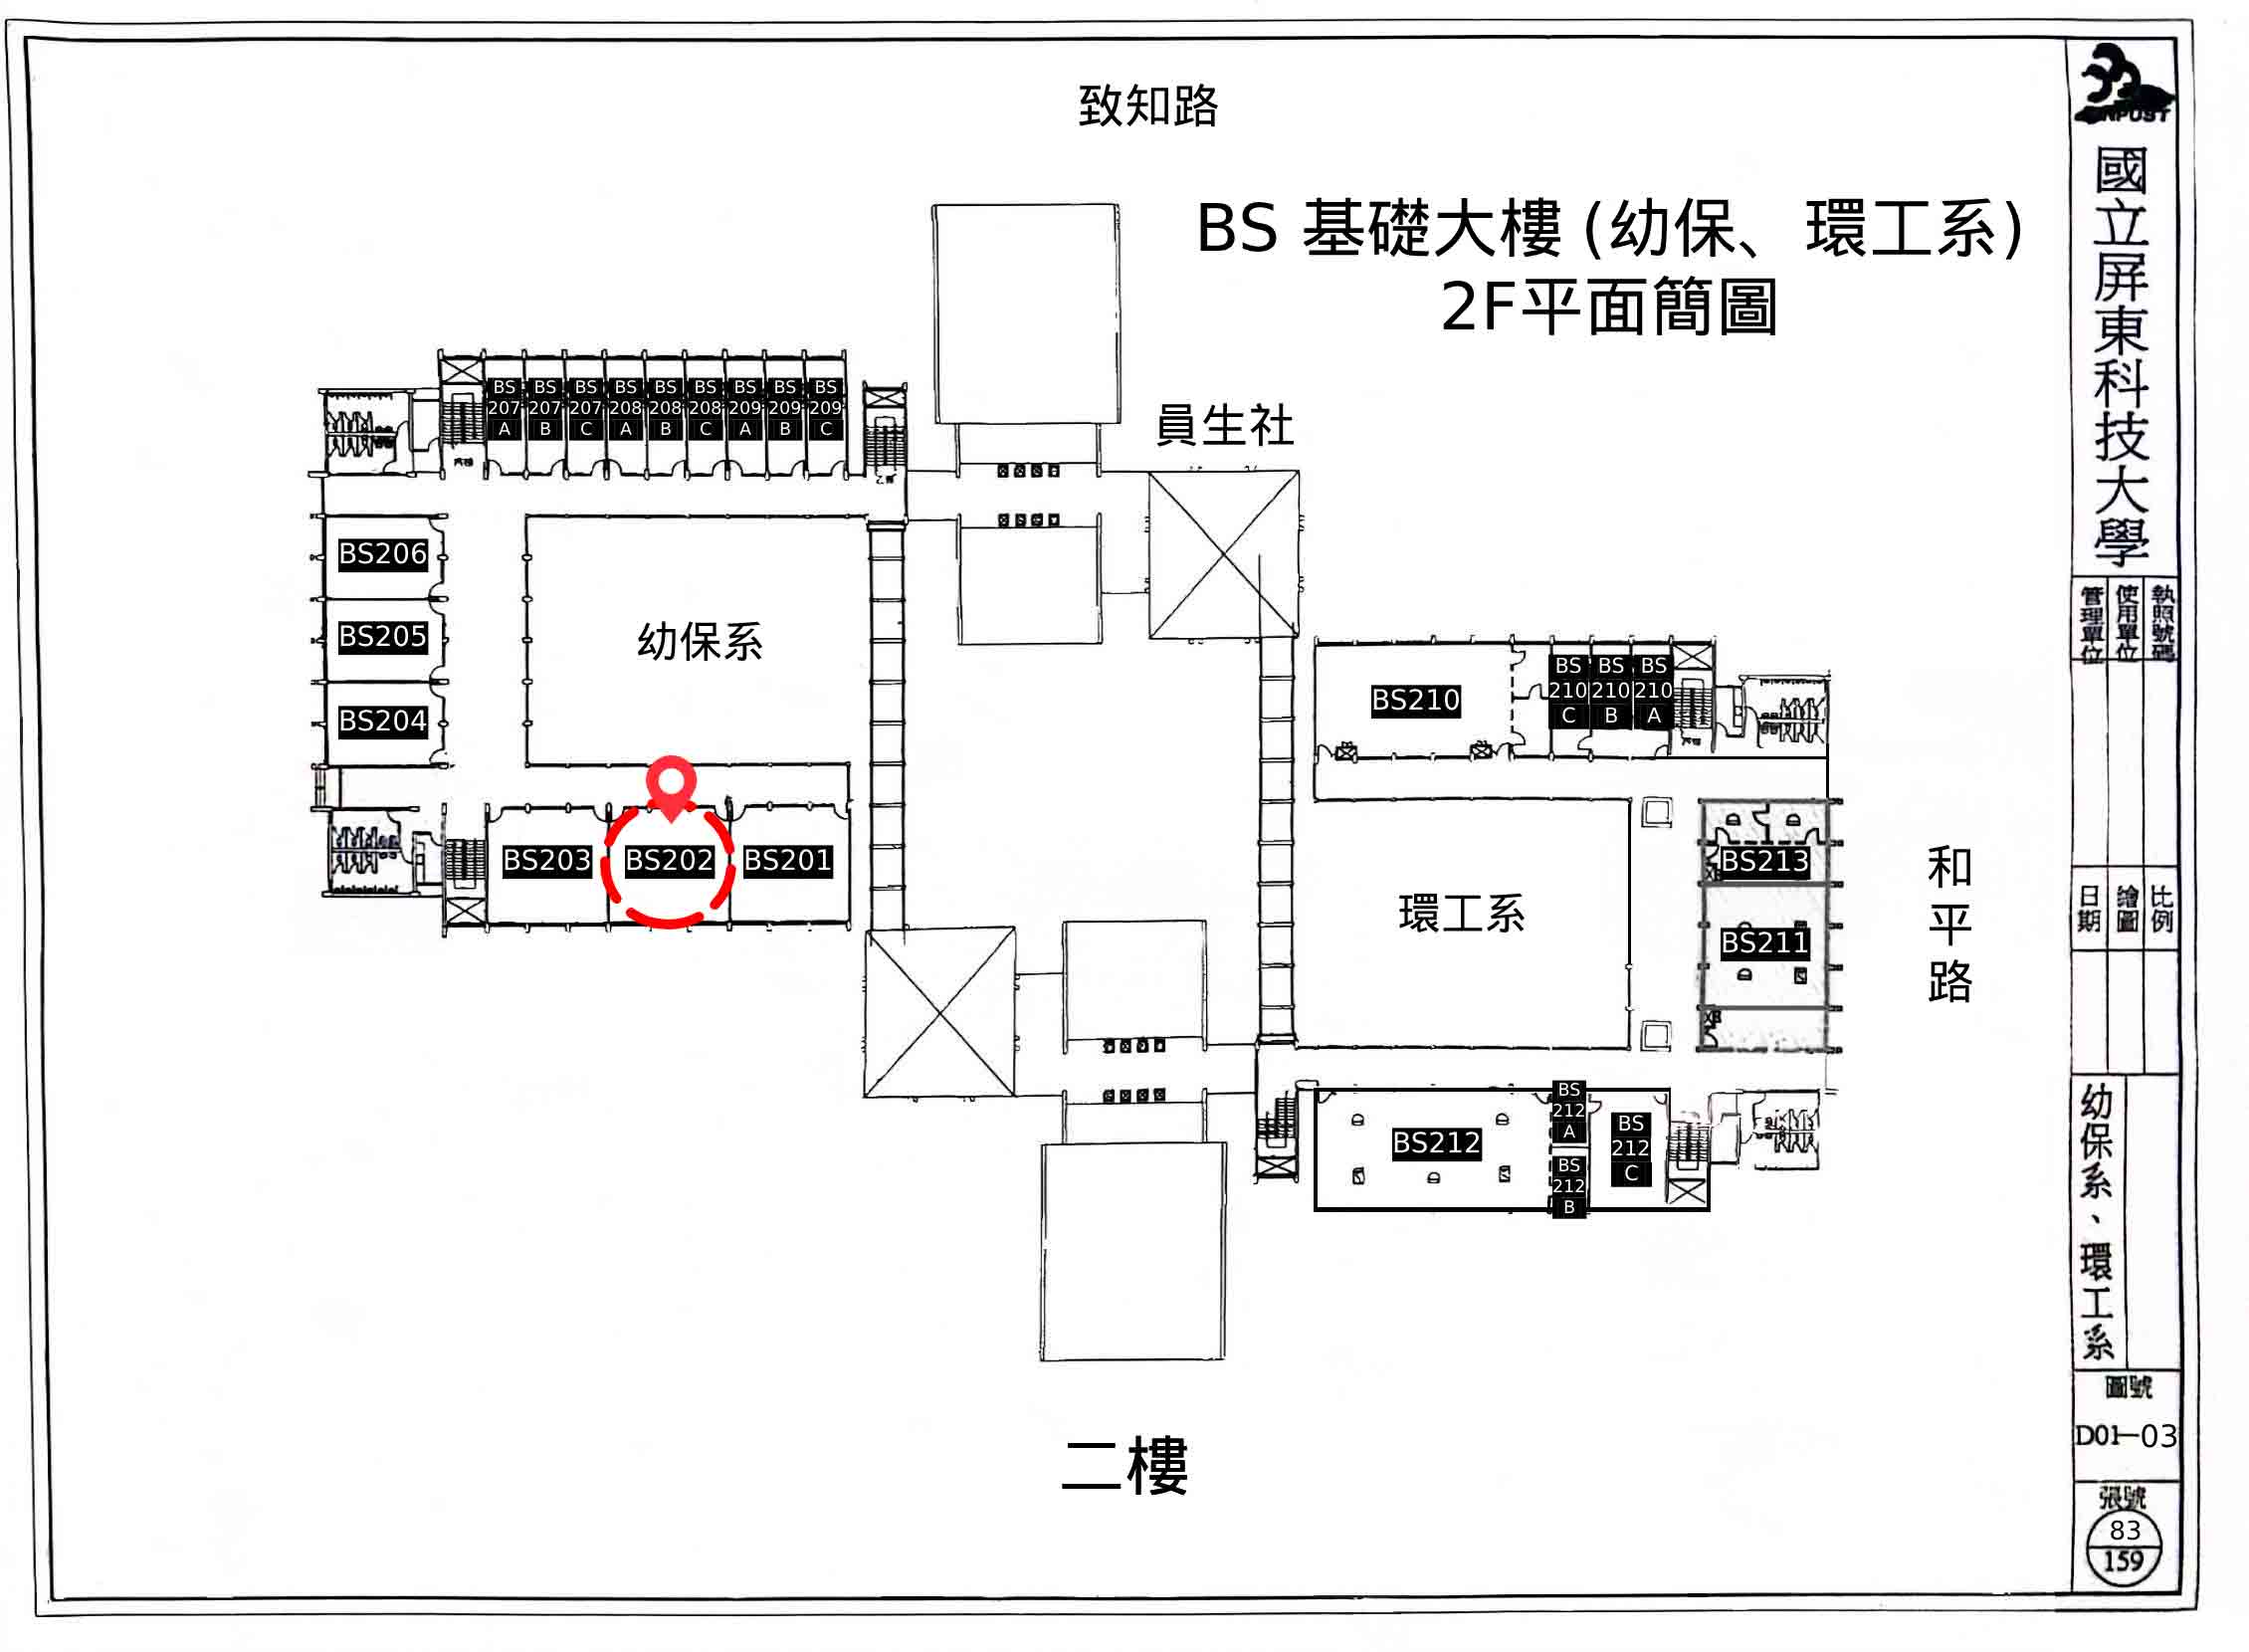 致知路
BS 基礎大樓 (幼保、環工系)
2F平面簡圖
員生社
BS
207
A
BS
207
B
BS
207
C
BS
208
A
BS
208
B
BS
208
C
BS
209
A
BS
209
B
BS
209
C
BS206
BS205
BS204
幼保系
BS203
BS202
BS201
BS210
BS
210
C
BS
210
B
BS
210
A
BS213
BS211
環工系
和平路
BS212
BS
212
A
BS
212
B
BS
212
C
二樓
NPUST
國立屏東科技大學
管理單位
使用單位
執照號碼
日期
繪圖
比例
幼保系、環工系
圖號
D01-03
張號
83
159